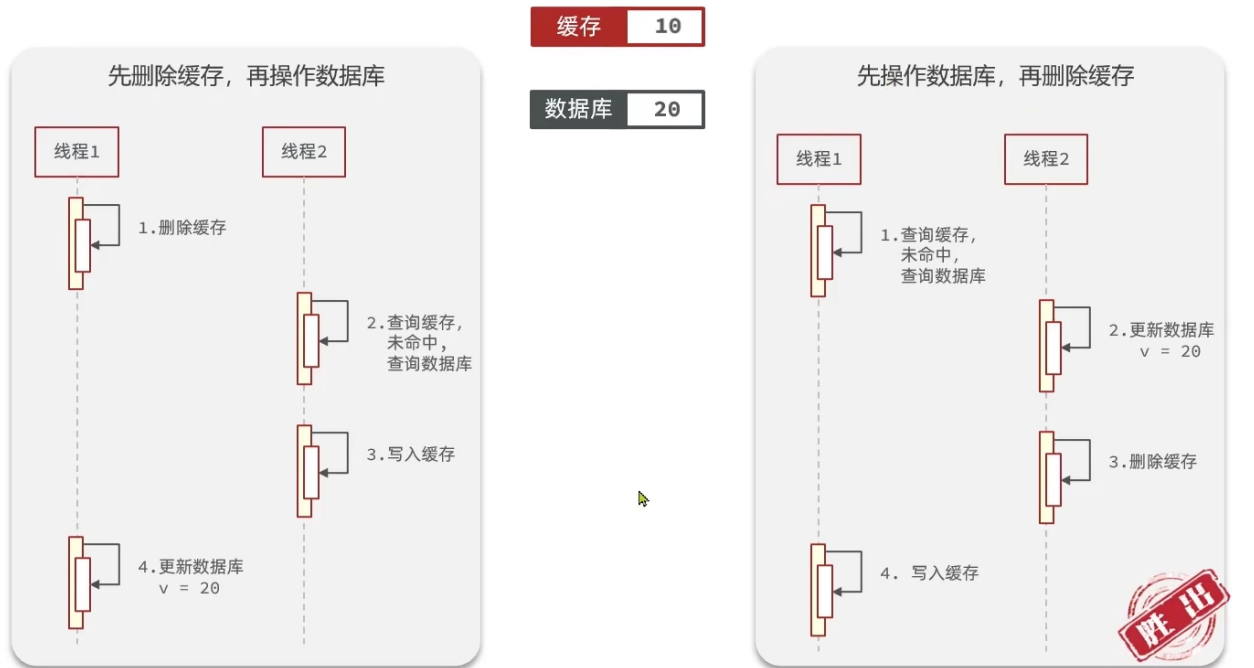 缓存 10
数据库 20
先删除缓存，再操作数据库
线程1
线程2
1.删除缓存
2.查询缓存，
未命中，
查询数据库
3.写入缓存
4.更新数据库
v = 20
先操作数据库，再删除缓存
线程1
线程2
1.查询缓存，
未命中，
查询数据库
2.更新数据库
v = 20
3.删除缓存
4. 写入缓存
胜出